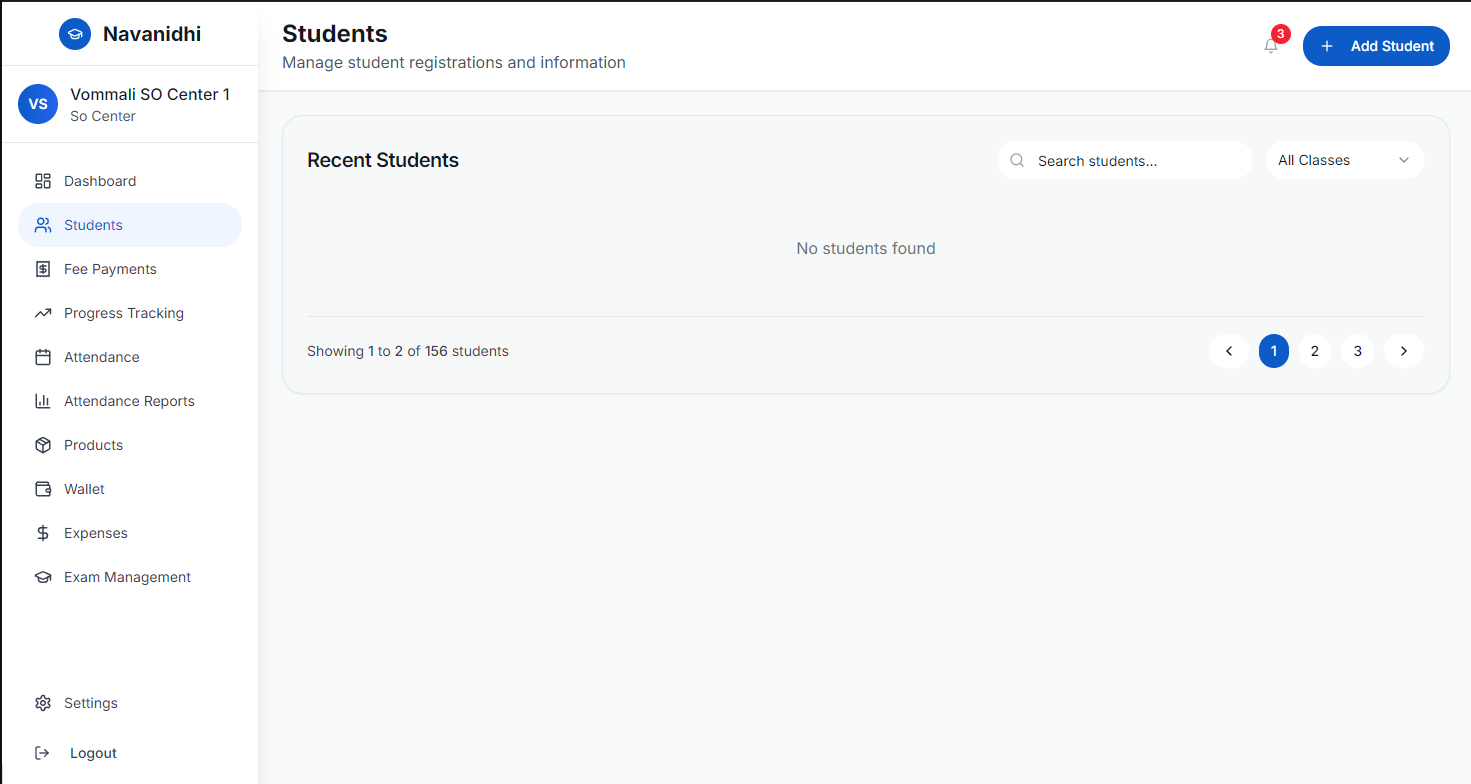 Navanidhi
VS
Vommali SO Center 1
So Center
Dashboard
Students
Fee Payments
Progress Tracking
Attendance
Attendance Reports
Products
Wallet
Expenses
Exam Management
Settings
Logout
Students
Manage student registrations and information
3
Add Student
Recent Students
Search students...
All Classes
No students found
Showing 1 to 2 of 156 students
1 2 3